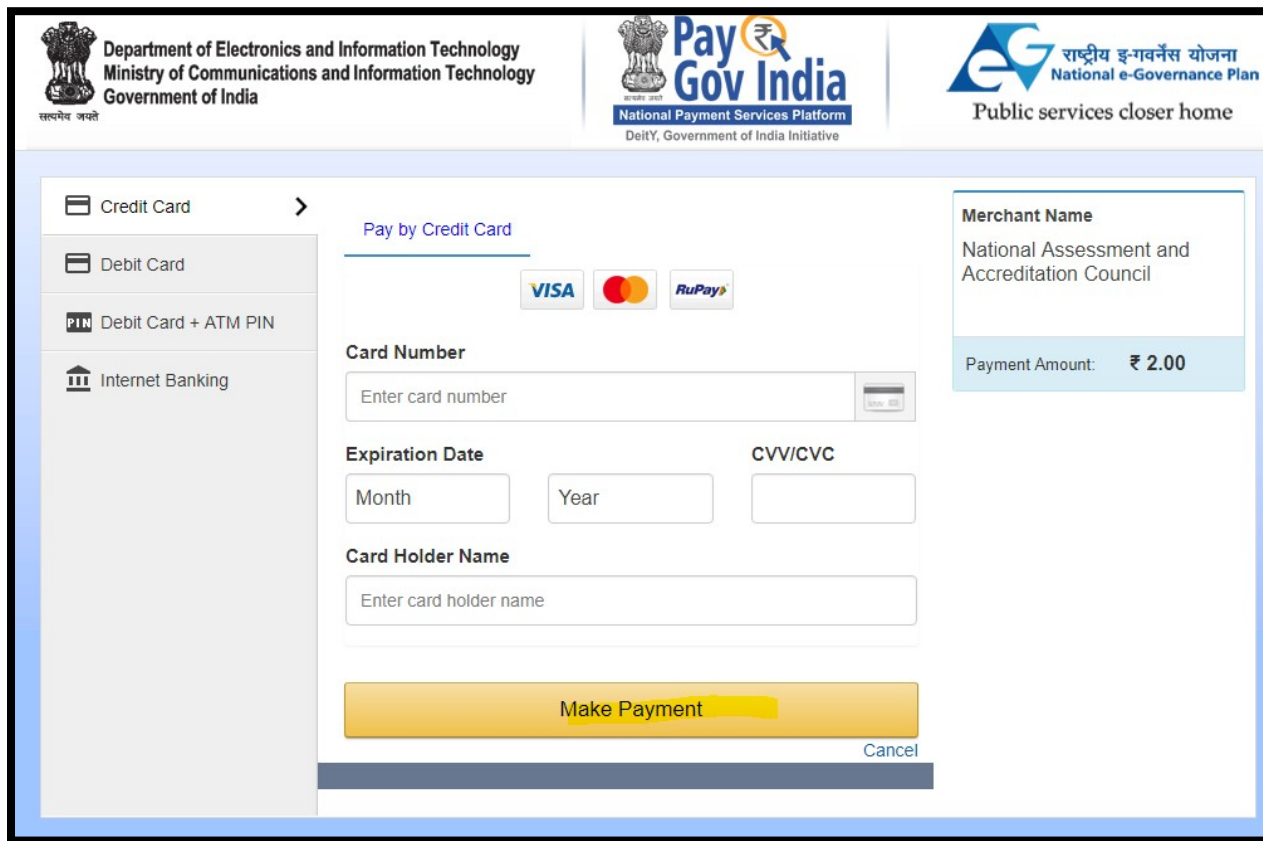 Department of Electronics and Information Technology
Ministry of Communications and Information Technology
Government of India
सत्यमेव जयते
Pay ₹
Gov India
सत्यमेव जयते
National Payment Services Platform
DeitY, Government of India Initiative
राष्ट्रीय इ-गवर्नेंस योजना
National e-Governance Plan
Public services closer home
Credit Card
Debit Card
PIN Debit Card + ATM PIN
Internet Banking
Pay by Credit Card
VISA RuPay
Card Number
Enter card number
Expiration Date CVV/CVC
Month Year
Card Holder Name
Enter card holder name
Make Payment
Cancel
Merchant Name
National Assessment and
Accreditation Council
Payment Amount: ₹ 2.00